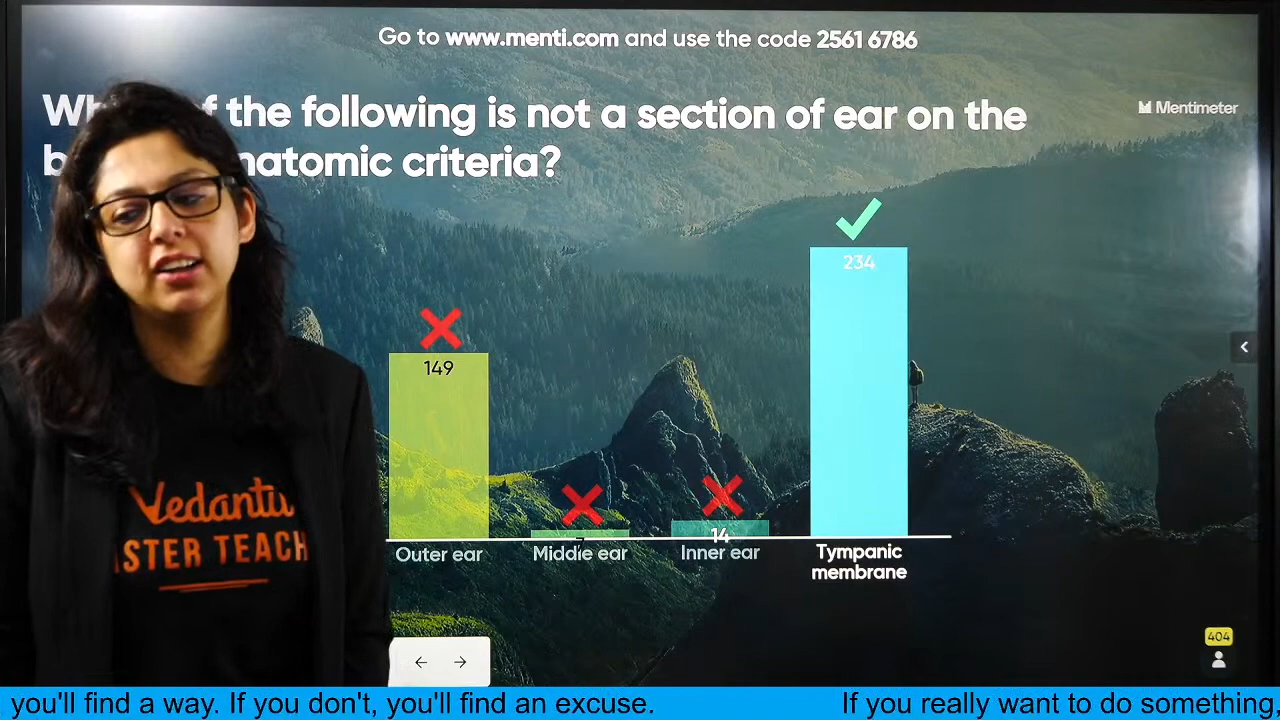 Go to www.menti.com and use the code 2561 6786
Mentimeter
of the following is not a section of ear on the
criteria?
234
149
14
Outer ear
Middle ear
Inner ear
Tympanic
membrane
Vedantu
TEACH
404
you'll find a way. If you don't, you'll find an excuse.
If you really want to do something,